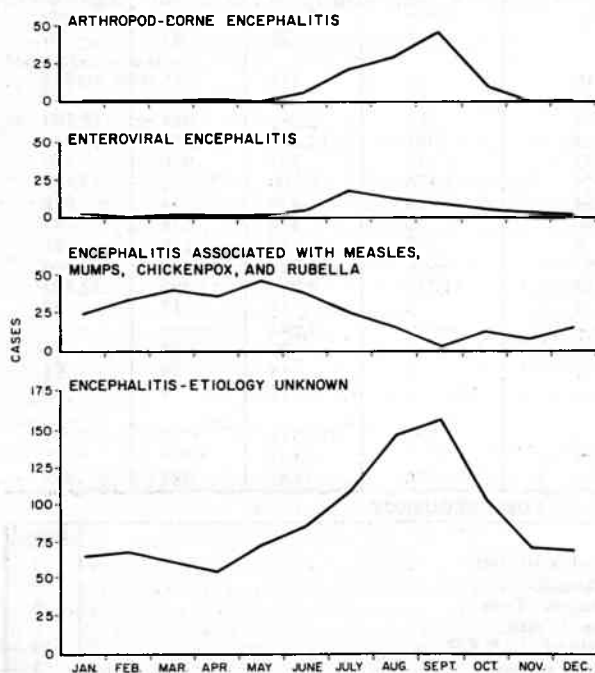 ARTHROPOD-BORNE ENCEPHALITIS
50
25
0
ENTEROVIRAL ENCEPHALITIS
50
25
0
ENCEPHALITIS ASSOCIATED WITH MEASLES,
MUMPS, CHICKENPOX, AND RUBELLA
50
25
0
CASES
ENCEPHALITIS-ETIOLOGY UNKNOWN
175
150
125
100
75
50
25
0
JAN. FEB. MAR. APR. MAY JUNE JULY AUG. SEPT. OCT. NOV. DEC.